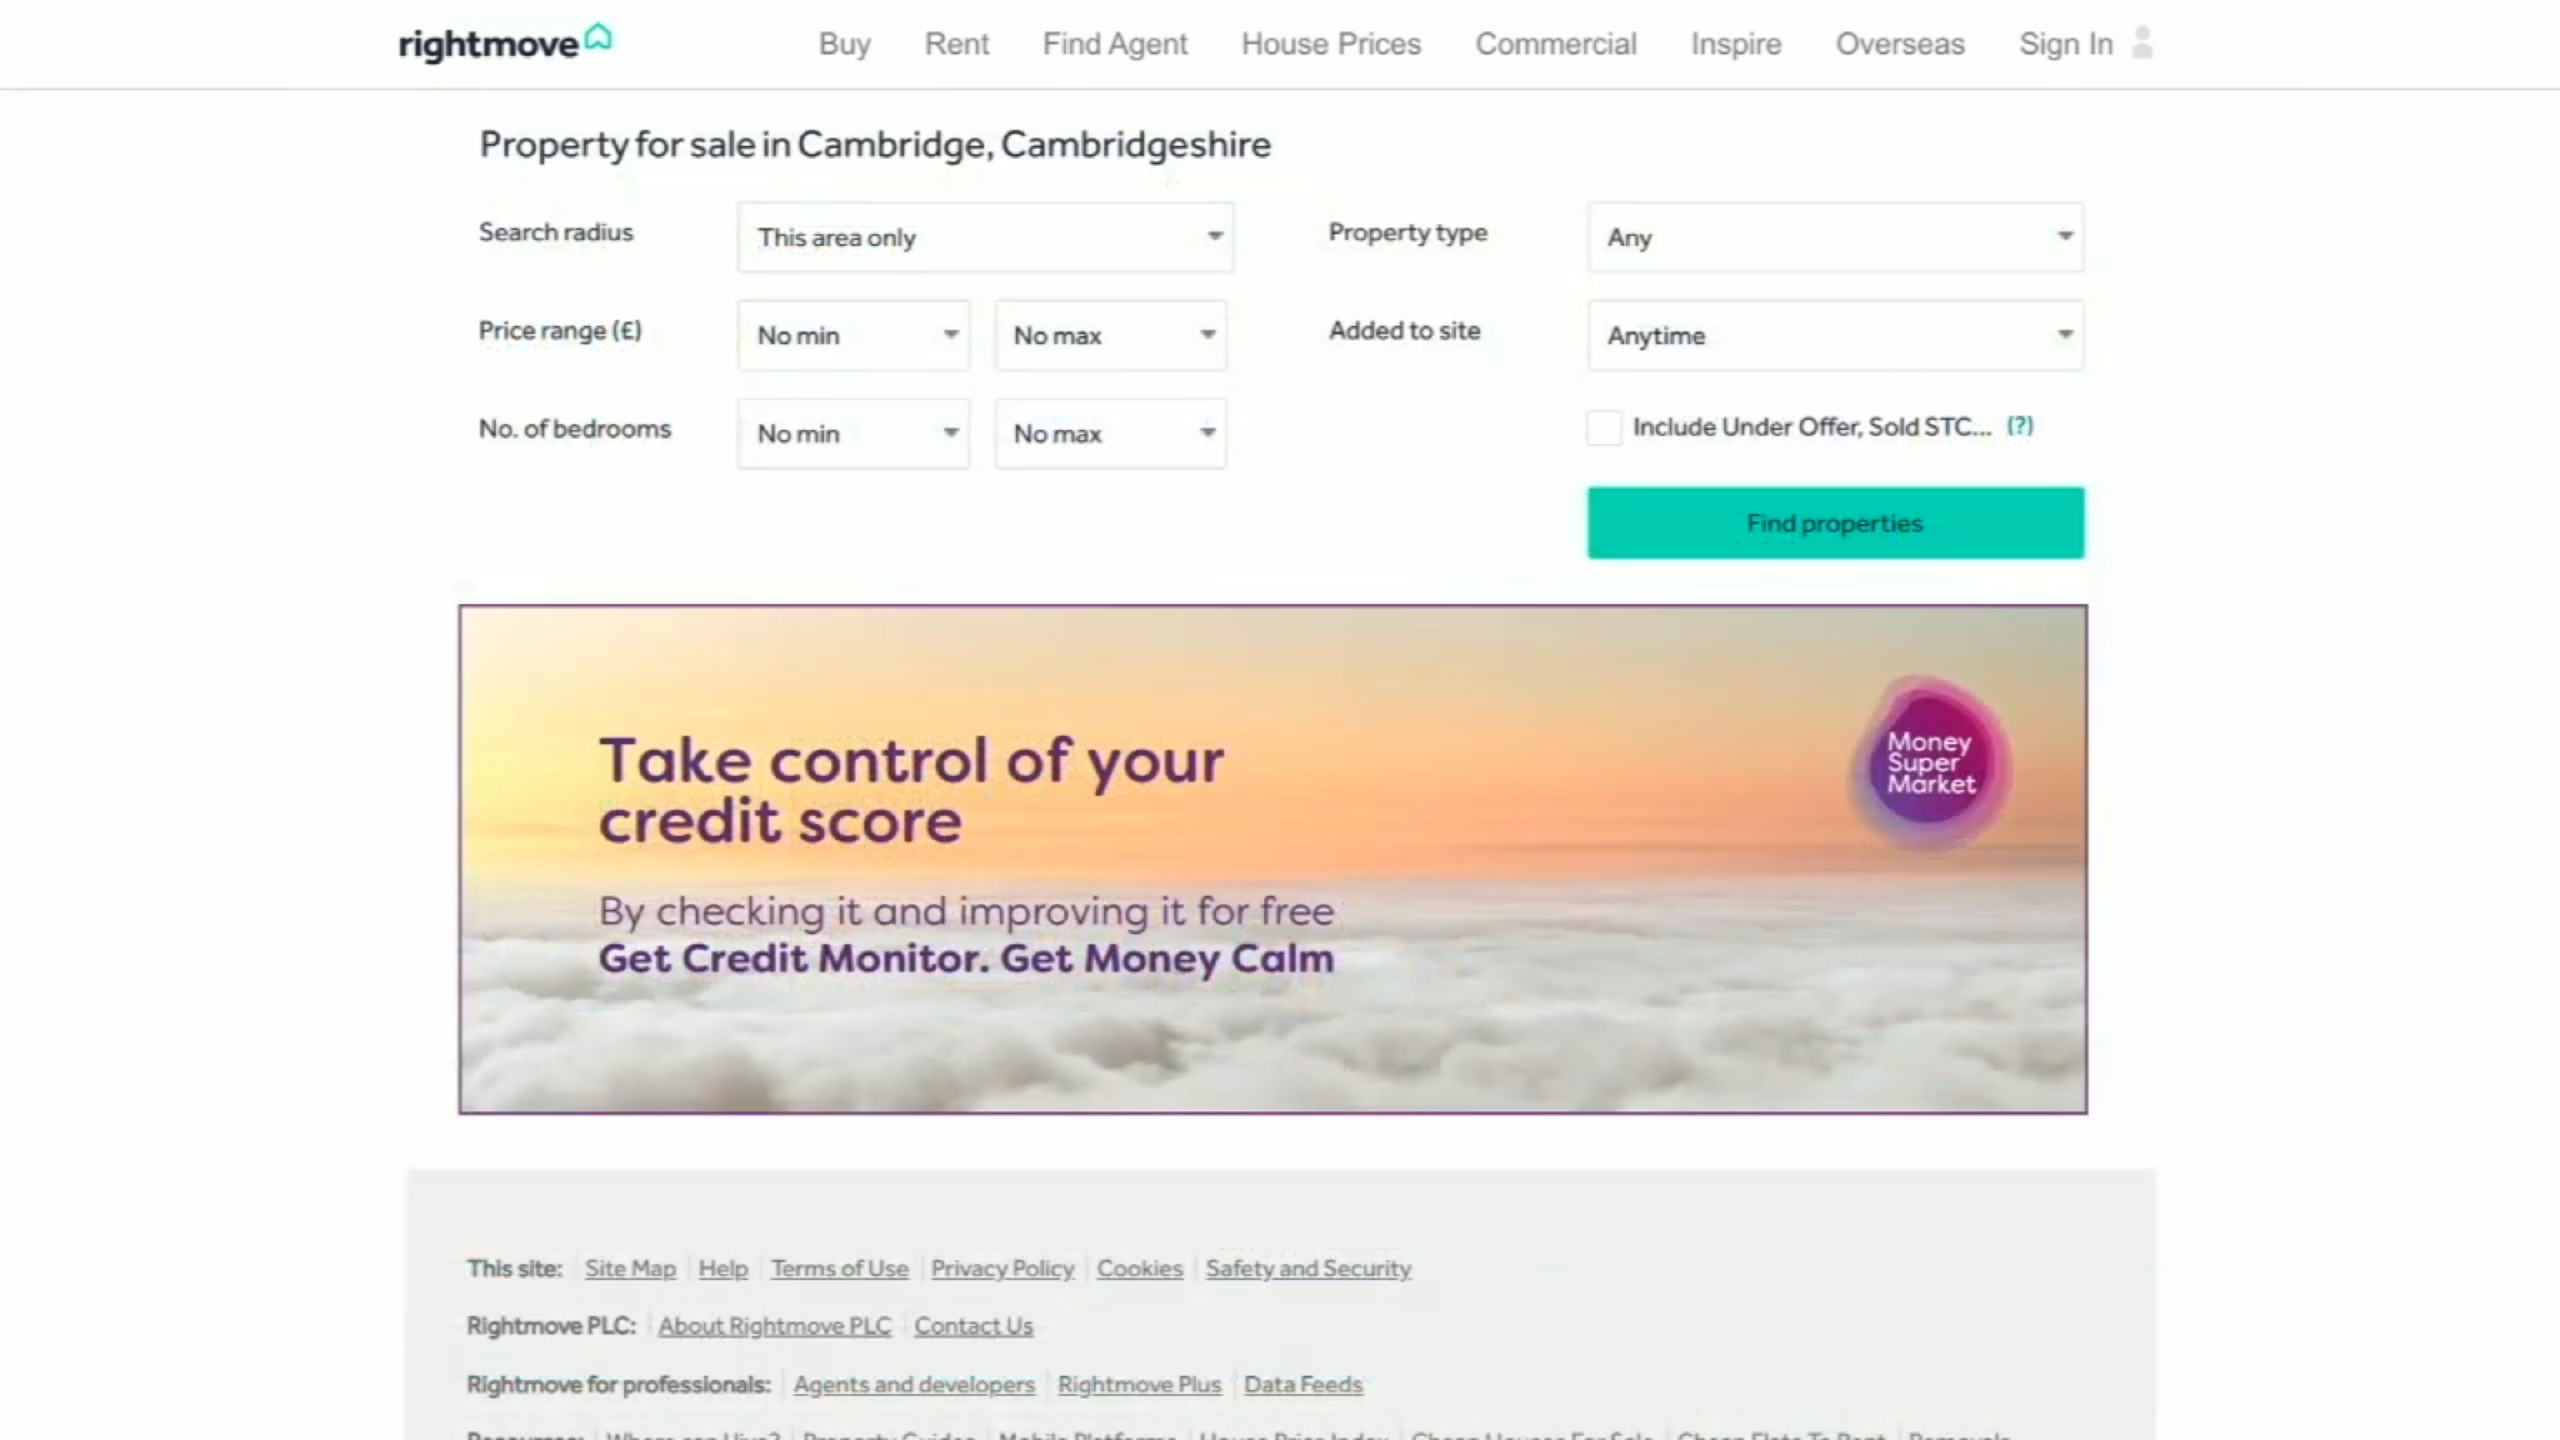 rightmove
Buy Rent Find Agent House Prices Commercial Inspire Overseas Sign In
Property for sale in Cambridge, Cambridgeshire
Search radius This area only Property type Any
Price range (£) No min No max Added to site Anytime
No. of bedrooms No min No max Include Under Offer, Sold STC... (?)
Find properties
Take control of your
credit score
By checking it and improving it for free
Get Credit Monitor. Get Money Calm
Money
Super
Market
This site: Site Map Help Terms of Use Privacy Policy Cookies Safety and Security
Rightmove PLC: About Rightmove PLC Contact Us
Rightmove for professionals: Agents and developers Rightmove Plus Data Feeds